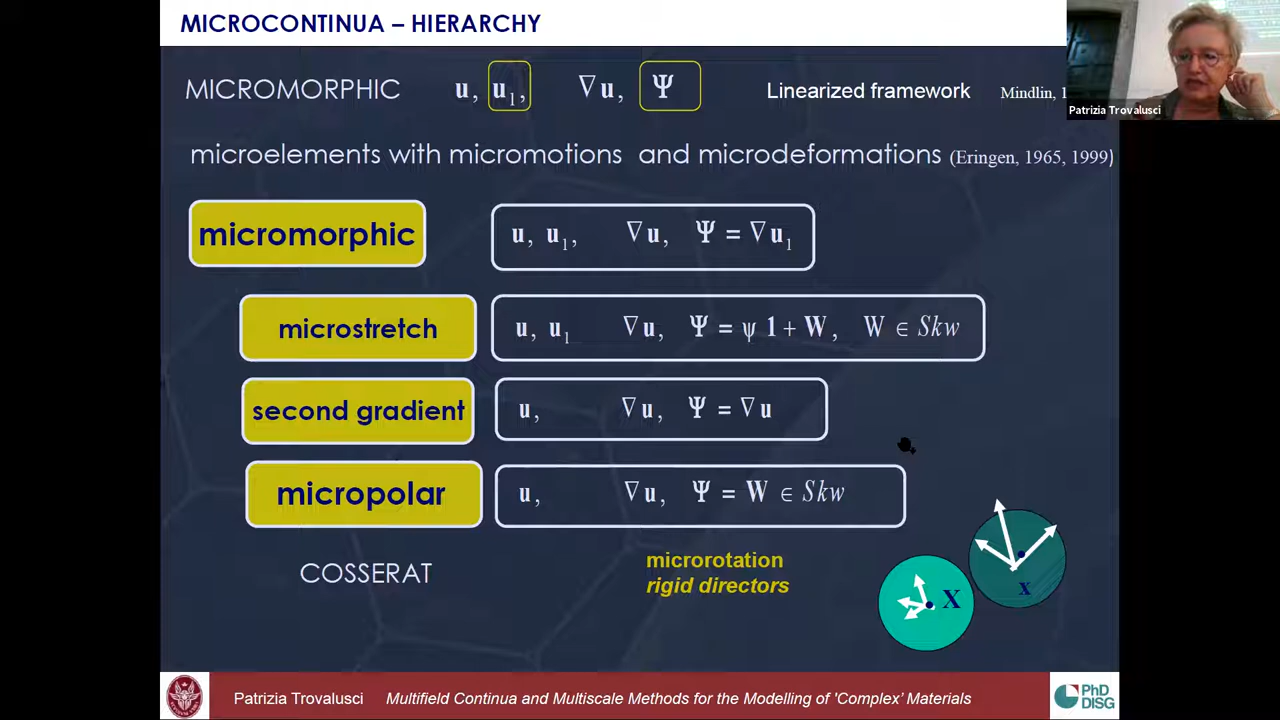 MICROCONTINUA – HIERARCHY
MICROMORPHIC u, u₁, ∇u, Ψ Linearized framework Mindlin, 1
Patrizia Trovalusci
microelements with micromotions and microdeformations (Eringen, 1965, 1999)
micromorphic u, u₁, ∇u, Ψ = ∇u₁
microstretch u, u₁ ∇u, Ψ = ψ 1 + W, W ∈ Skw
second gradient u, ∇u, Ψ = ∇u
micropolar u, ∇u, Ψ = W ∈ Skw
COSSERAT
microrotation
rigid directors
X
x
Patrizia Trovalusci Multifield Continua and Multiscale Methods for the Modelling of 'Complex' Materials
PhD
DISG